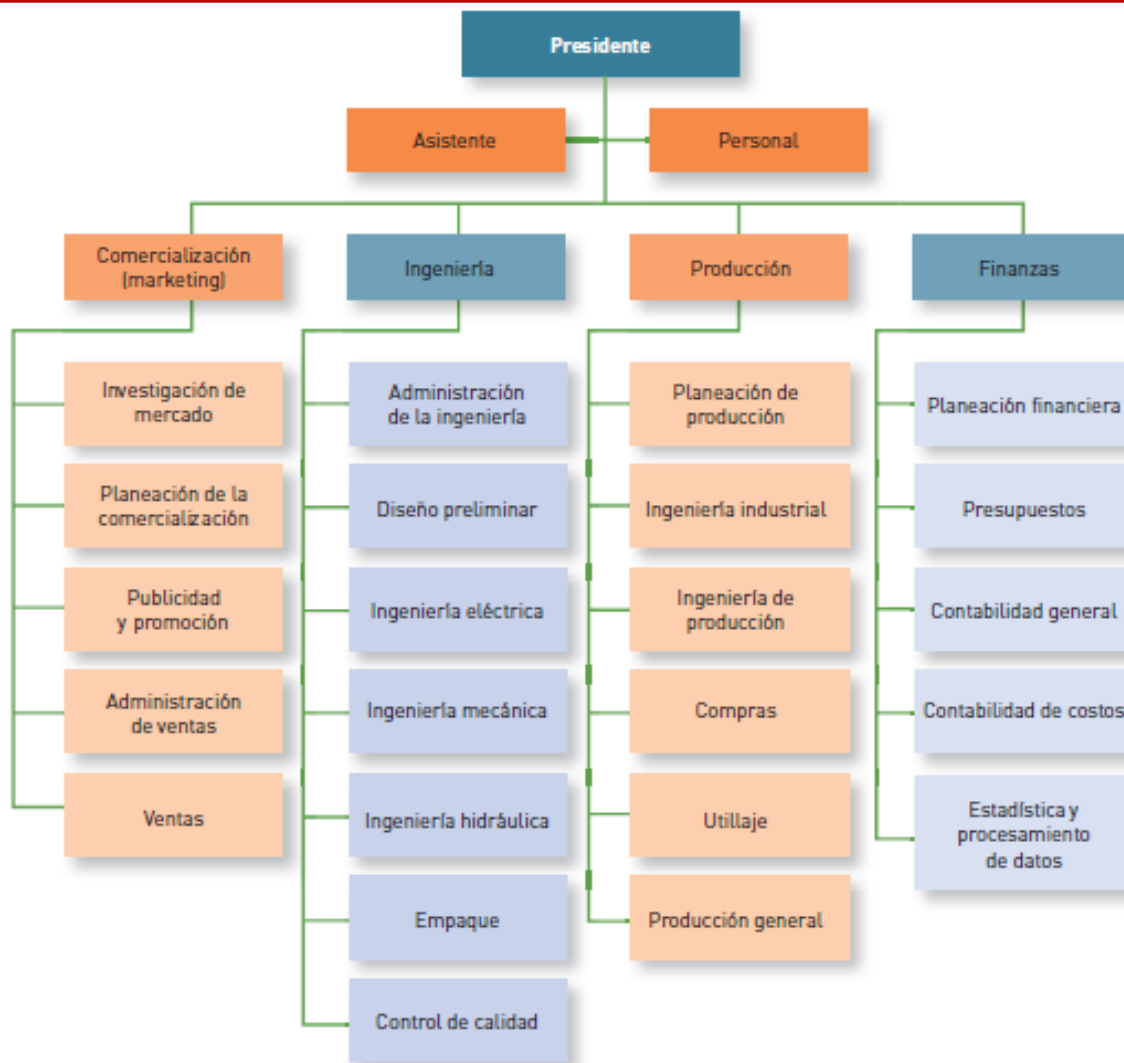 Presidente
Asistente
Personal
Comercialización
(marketing)
Ingeniería
Producción
Finanzas
Investigación de
mercado
Planeación de la
comercialización
Publicidad
y promoción
Administración
de ventas
Ventas
Administración
de la ingeniería
Diseño preliminar
Ingeniería eléctrica
Ingeniería mecánica
Ingeniería hidráulica
Empaque
Control de calidad
Planeación de
producción
Ingeniería industrial
Ingeniería de
producción
Compras
Utillaje
Producción general
Planeación financiera
Presupuestos
Contabilidad general
Contabilidad de costos
Estadística y
procesamiento
de datos